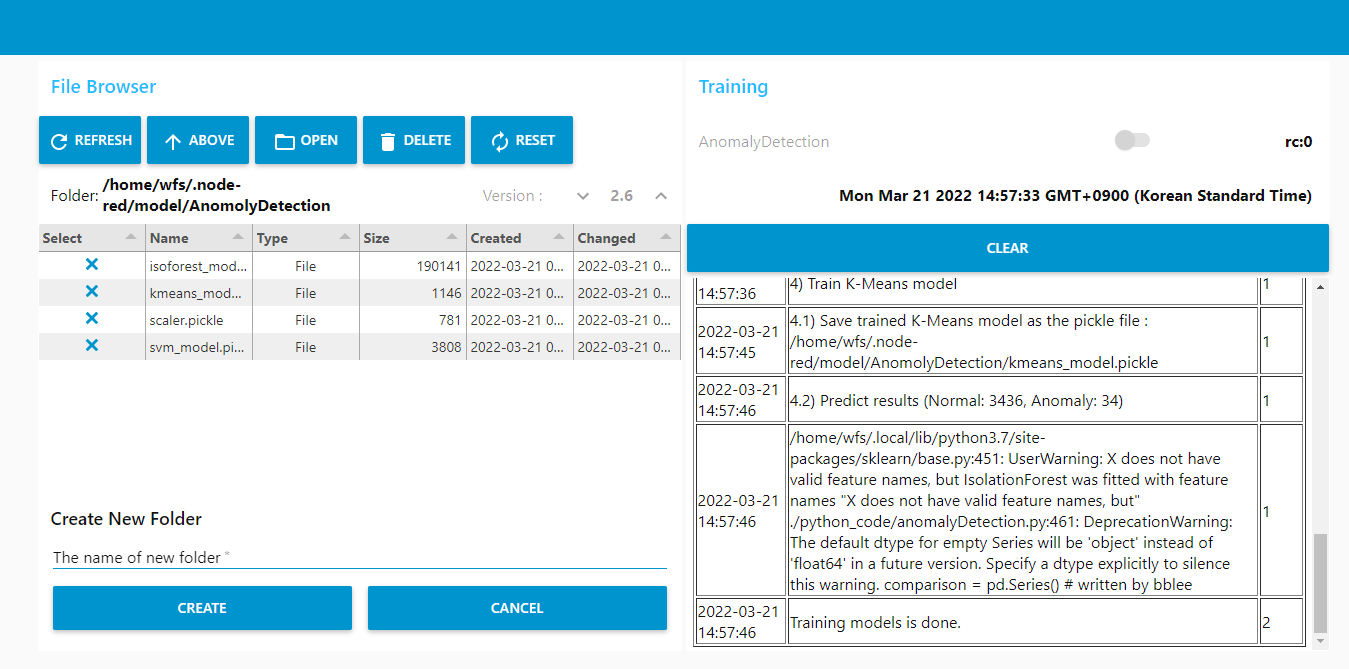 File Browser
REFRESH ABOVE OPEN DELETE RESET
Folder: /home/wfs/.node-
red/model/AnomolyDetection
Version : 2.6
Select Name Type Size Created Changed
isoforest_mod... File 190141 2022-03-21 0... 2022-03-21 0...
kmeans_mod... File 1146 2022-03-21 0... 2022-03-21 0...
scaler.pickle File 781 2022-03-21 0... 2022-03-21 0...
svm_model.pi... File 3808 2022-03-21 0... 2022-03-21 0...
Create New Folder
The name of new folder *
CREATE CANCEL
Training
AnomalyDetection rc:0
Mon Mar 21 2022 14:57:33 GMT+0900 (Korean Standard Time)
CLEAR
14:57:36 4) Train K-Means model 1
2022-03-21
14:57:45
4.1) Save trained K-Means model as the pickle file :
/home/wfs/.node-
red/model/AnomolyDetection/kmeans_model.pickle
1
2022-03-21
14:57:46
4.2) Predict results (Normal: 3436, Anomaly: 34)
1
2022-03-21
14:57:46
/home/wfs/.local/lib/python3.7/site-
packages/sklearn/base.py:451: UserWarning: X does not have
valid feature names, but IsolationForest was fitted with feature
names "X does not have valid feature names, but"
./python_code/anomalyDetection.py:461: DeprecationWarning:
The default dtype for empty Series will be 'object' instead of
'float64' in a future version. Specify a dtype explicitly to silence
this warning. comparison = pd.Series() # written by bblee
1
2022-03-21
14:57:46
Training models is done.
2